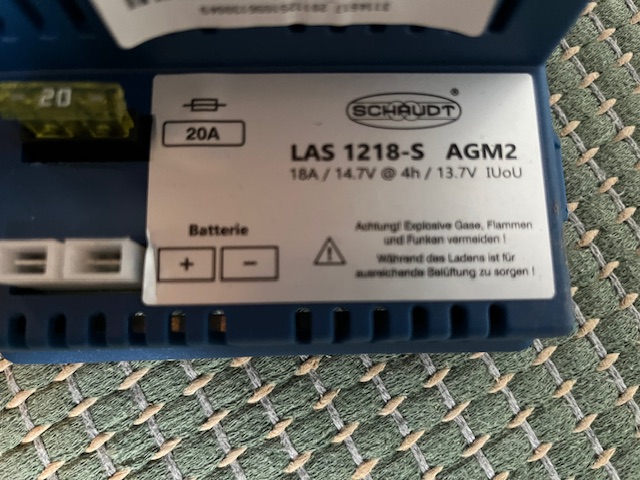 20
SCHAUDT®
20A
LAS 1218-S AGM2
18A / 14.7V @ 4h / 13.7V IUoU
Batterie
+ −
Achtung! Explosive Gase, Flammen
und Funken vermeiden !
Während des Ladens ist für
ausreichende Belüftung zu sorgen !